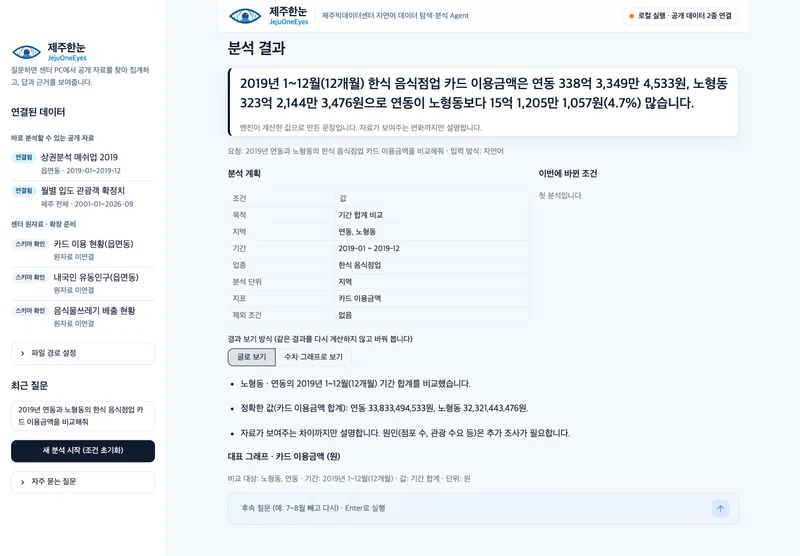 제주한눈
JejuOneEyes
질문하면 센터 PC에서 공개 자료를 찾아 집계하
고, 답과 근거를 보여줍니다.
연결된 데이터
바로 분석할 수 있는 공개 자료
연결됨 상권분석 매쉬업 2019
읍면동 · 2019-01~2019-12
연결됨 월별 입도 관광객 확정치
제주 전체 · 2001-01~2026-09
센터 원자료 · 확장 준비
스키마 확인 카드 이용 현황(읍면동)
원자료 미연결
스키마 확인 내국인 유동인구(읍면동)
원자료 미연결
스키마 확인 음식물쓰레기 배출 현황
원자료 미연결
파일 경로 설정
최근 질문
2019년 연동과 노형동의 한식 음식점업 카
드 이용금액을 비교해줘
새 분석 시작 (조건 초기화)
자주 묻는 질문
제주한눈
JejuOneEyes
제주빅데이터센터 자연어 데이터 탐색·분석 Agent
로컬 실행 · 공개 데이터 2종 연결
분석 결과
2019년 1~12월(12개월) 한식 음식점업 카드 이용금액은 연동 338억 3,349만 4,533원, 노형동
323억 2,144만 3,476원으로 연동이 노형동보다 15억 1,205만 1,057원(4.7%) 많습니다.
엔진이 계산한 값으로 만든 문장입니다. 자료가 보여주는 변화까지만 설명합니다.
요청: 2019년 연동과 노형동의 한식 음식점업 카드 이용금액을 비교해줘 · 입력 방식: 자연어
분석 계획
조건 값
목적 기간 합계 비교
지역 연동, 노형동
기간 2019-01 ~ 2019-12
업종 한식 음식점업
분석 단위 지역
지표 카드 이용금액
제외 조건 없음
이번에 바뀐 조건
첫 분석입니다.
결과 보기 방식 (같은 결과를 다시 계산하지 않고 바꿔 봅니다)
글로 보기 수치·그래프로 보기
• 노형동 · 연동의 2019년 1~12월(12개월) 기간 합계를 비교했습니다.
• 정확한 값(카드 이용금액 합계): 연동 33,833,494,533원, 노형동 32,321,443,476원.
• 자료가 보여주는 차이까지만 설명합니다. 원인(점포 수, 관광 수요 등)은 추가 조사가 필요합니다.
대표 그래프 · 카드 이용금액 (원)
비교 대상: 노형동, 연동 · 기간: 2019년 1~12월(12개월) · 값: 기간 합계 · 단위: 원
후속 질문 (예: 7~8월 빼고 다시) · Enter로 실행